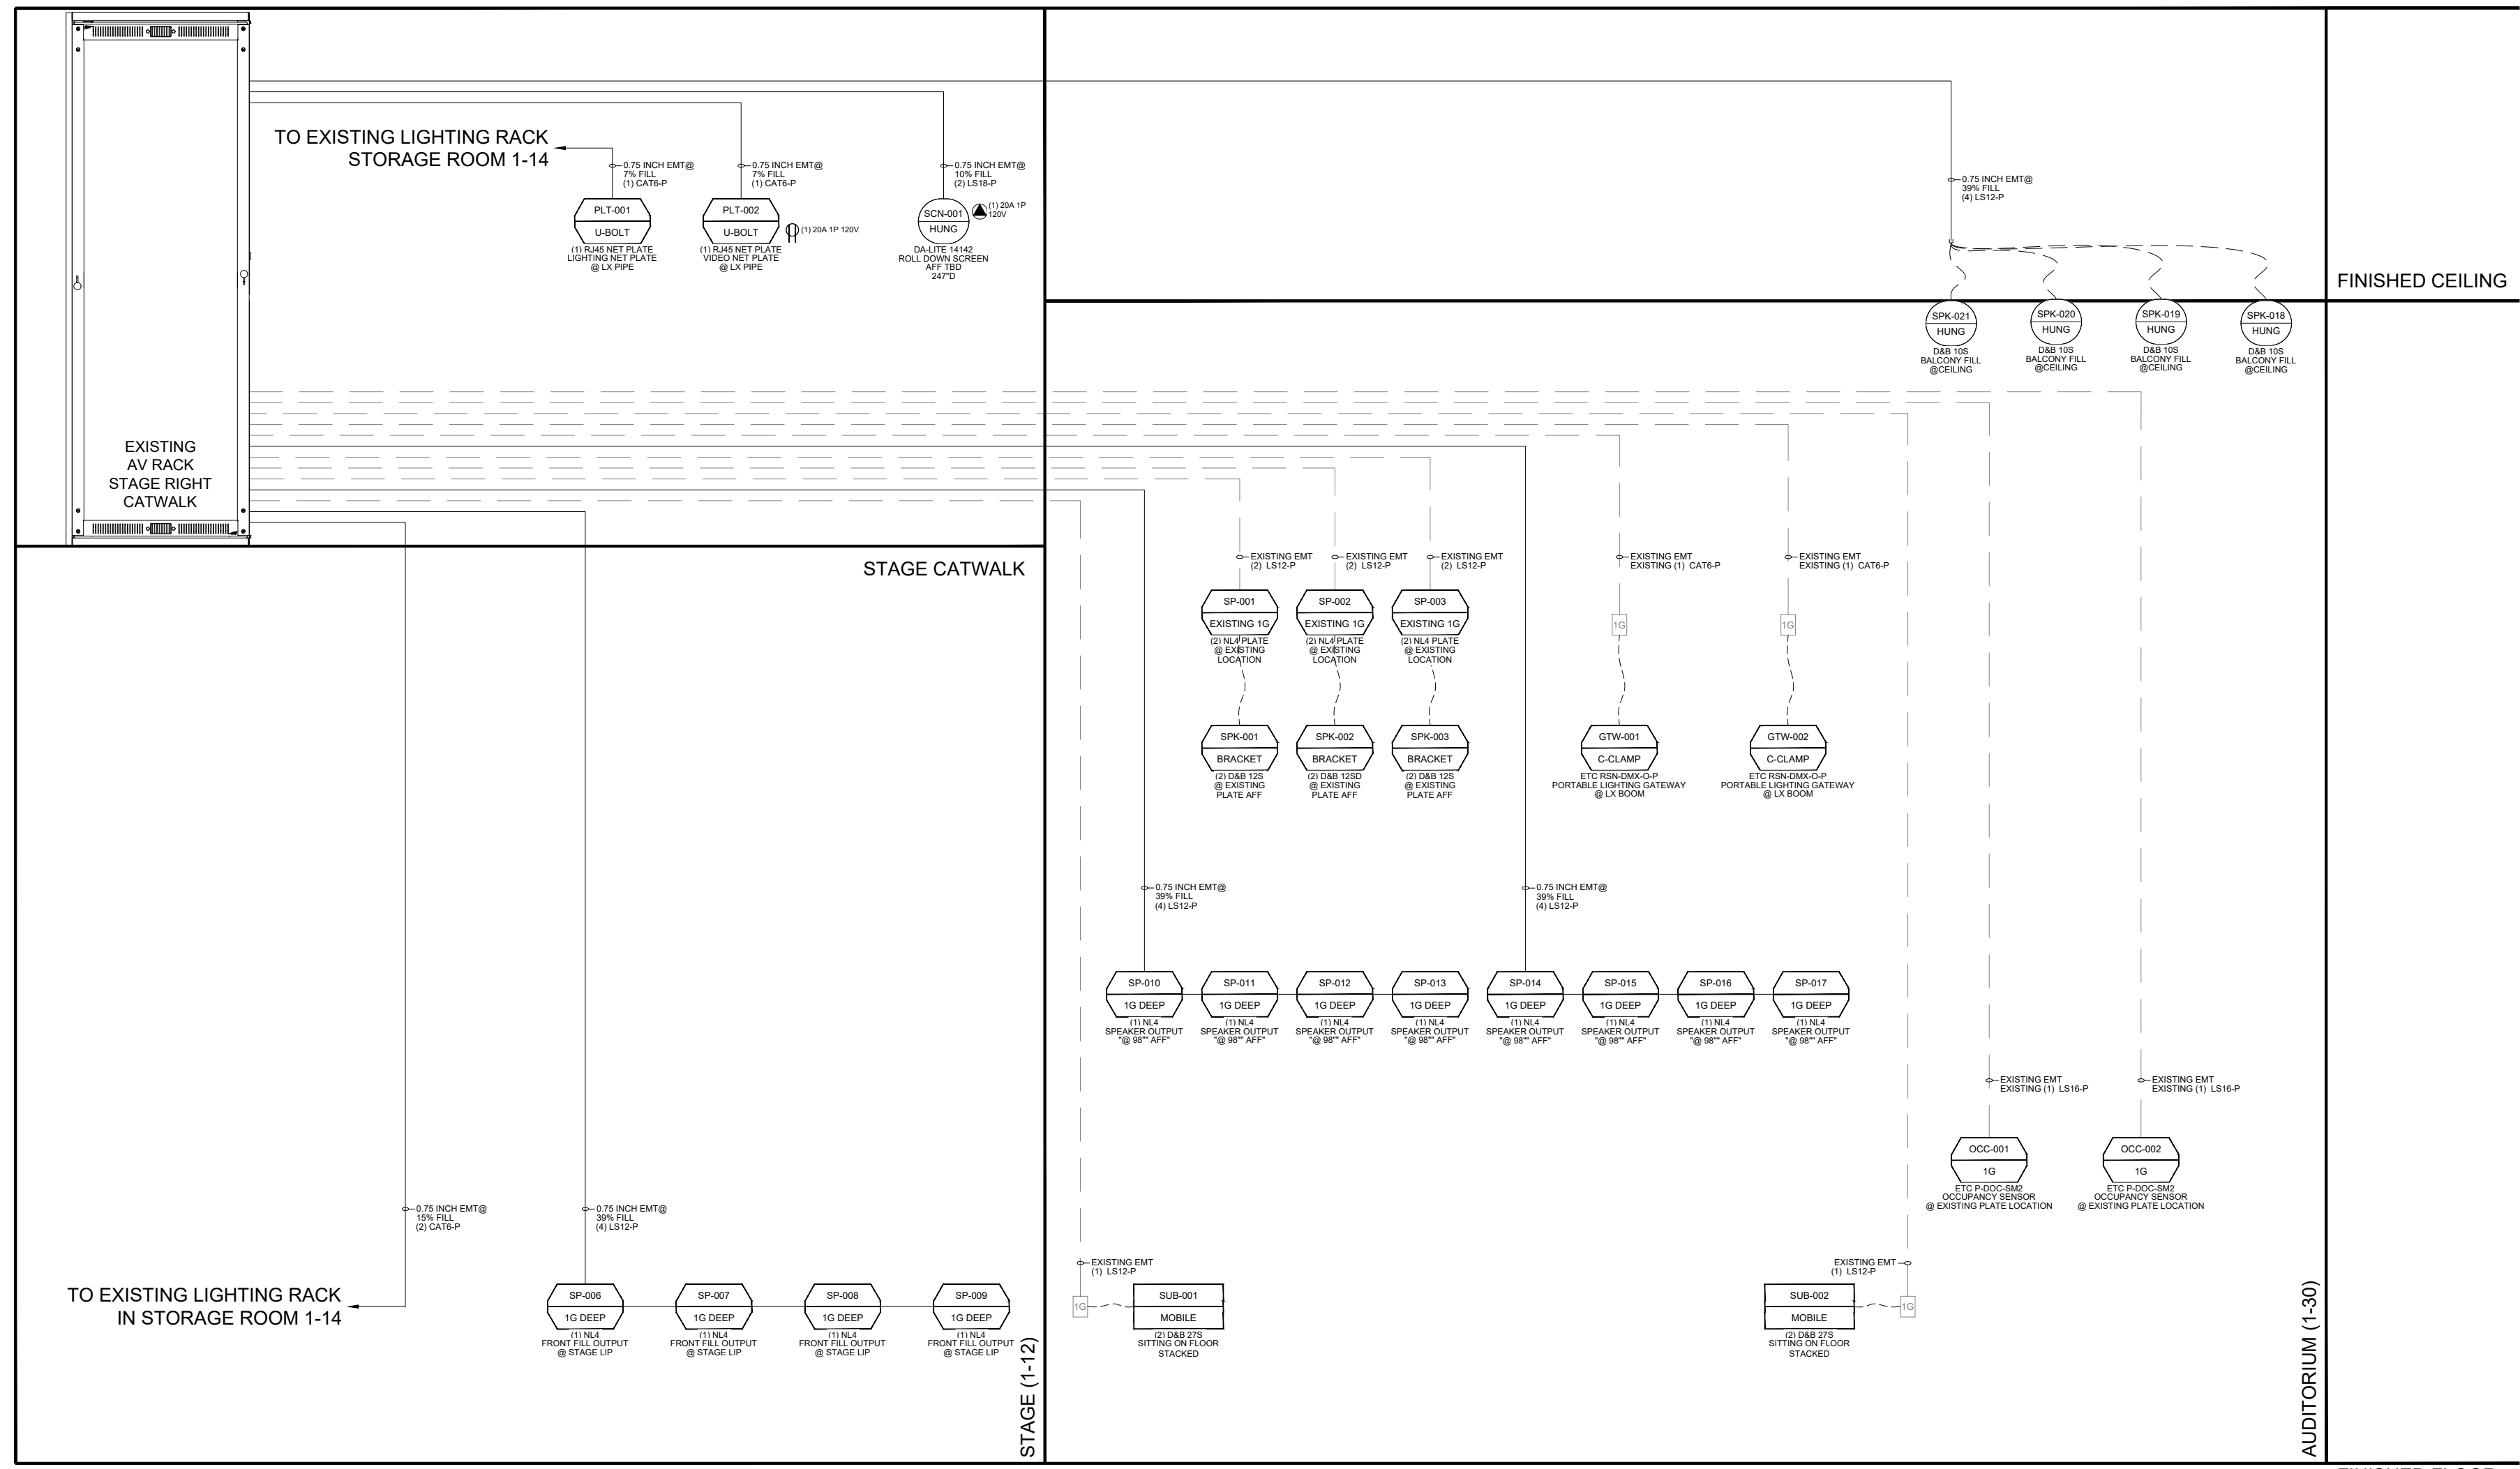 TO EXISTING LIGHTING RACK
STORAGE ROOM 1-14
0.75 INCH EMT@
7% FILL
(1) CAT6-P
PLT-001
U-BOLT
(1) RJ45 NET PLATE
LIGHTING NET PLATE
@ LX PIPE
0.75 INCH EMT@
7% FILL
(1) CAT6-P
PLT-002
U-BOLT
(1) RJ45 NET PLATE
VIDEO NET PLATE
@ LX PIPE
(1) 20A 1P 120V
0.75 INCH EMT@
10% FILL
(2) LS18-P
SCN-001
HUNG
DA-LITE 14142
ROLL DOWN SCREEN
AFF TBD
247"D
(1) 20A 1P
120V
0.75 INCH EMT@
39% FILL
(4) LS12-P
FINISHED CEILING
SPK-021
HUNG
D&B 10S
BALCONY FILL
@CEILING
SPK-020
HUNG
D&B 10S
BALCONY FILL
@CEILING
SPK-019
HUNG
D&B 10S
BALCONY FILL
@CEILING
SPK-018
HUNG
D&B 10S
BALCONY FILL
@CEILING
EXISTING
AV RACK
STAGE RIGHT
CATWALK
STAGE CATWALK
EXISTING EMT
(2) LS12-P
SP-001
EXISTING 1G
(2) NL4 PLATE
@ EXISTING
LOCATION
EXISTING EMT
(2) LS12-P
SP-002
EXISTING 1G
(2) NL4 PLATE
@ EXISTING
LOCATION
EXISTING EMT
(2) LS12-P
SP-003
EXISTING 1G
(2) NL4 PLATE
@ EXISTING
LOCATION
EXISTING EMT
EXISTING (1) CAT6-P
1G
EXISTING EMT
EXISTING (1) CAT6-P
1G
SPK-001
BRACKET
(2) D&B 12S
@ EXISTING
PLATE AFF
SPK-002
BRACKET
(2) D&B 12SD
@ EXISTING
PLATE AFF
SPK-003
BRACKET
(2) D&B 12S
@ EXISTING
PLATE AFF
GTW-001
C-CLAMP
ETC RSN-DMX-O-P
PORTABLE LIGHTING GATEWAY
@ LX BOOM
GTW-002
C-CLAMP
ETC RSN-DMX-O-P
PORTABLE LIGHTING GATEWAY
@ LX BOOM
0.75 INCH EMT@
39% FILL
(4) LS12-P
0.75 INCH EMT@
39% FILL
(4) LS12-P
SP-010
1G DEEP
(1) NL4
SPEAKER OUTPUT
"@ 98"" AFF"
SP-011
1G DEEP
(1) NL4
SPEAKER OUTPUT
"@ 98"" AFF"
SP-012
1G DEEP
(1) NL4
SPEAKER OUTPUT
"@ 98"" AFF"
SP-013
1G DEEP
(1) NL4
SPEAKER OUTPUT
"@ 98"" AFF"
SP-014
1G DEEP
(1) NL4
SPEAKER OUTPUT
"@ 98"" AFF"
SP-015
1G DEEP
(1) NL4
SPEAKER OUTPUT
"@ 98"" AFF"
SP-016
1G DEEP
(1) NL4
SPEAKER OUTPUT
"@ 98"" AFF"
SP-017
1G DEEP
(1) NL4
SPEAKER OUTPUT
"@ 98"" AFF"
EXISTING EMT
EXISTING (1) LS16-P
OCC-001
1G
ETC P-DOC-SM2
OCCUPANCY SENSOR
@ EXISTING PLATE LOCATION
EXISTING EMT
EXISTING (1) LS16-P
OCC-002
1G
ETC P-DOC-SM2
OCCUPANCY SENSOR
@ EXISTING PLATE LOCATION
0.75 INCH EMT@
15% FILL
(2) CAT6-P
TO EXISTING LIGHTING RACK
IN STORAGE ROOM 1-14
0.75 INCH EMT@
39% FILL
(4) LS12-P
SP-006
1G DEEP
(1) NL4
FRONT FILL OUTPUT
@ STAGE LIP
SP-007
1G DEEP
(1) NL4
FRONT FILL OUTPUT
@ STAGE LIP
SP-008
1G DEEP
(1) NL4
FRONT FILL OUTPUT
@ STAGE LIP
SP-009
1G DEEP
(1) NL4
FRONT FILL OUTPUT
@ STAGE LIP
STAGE (1-12)
EXISTING EMT
(1) LS12-P
1G
SUB-001
MOBILE
(2) D&B 27S
SITTING ON FLOOR
STACKED
EXISTING EMT
(1) LS12-P
SUB-002
MOBILE
(2) D&B 27S
SITTING ON FLOOR
STACKED
1G
AUDITORIUM (1-30)